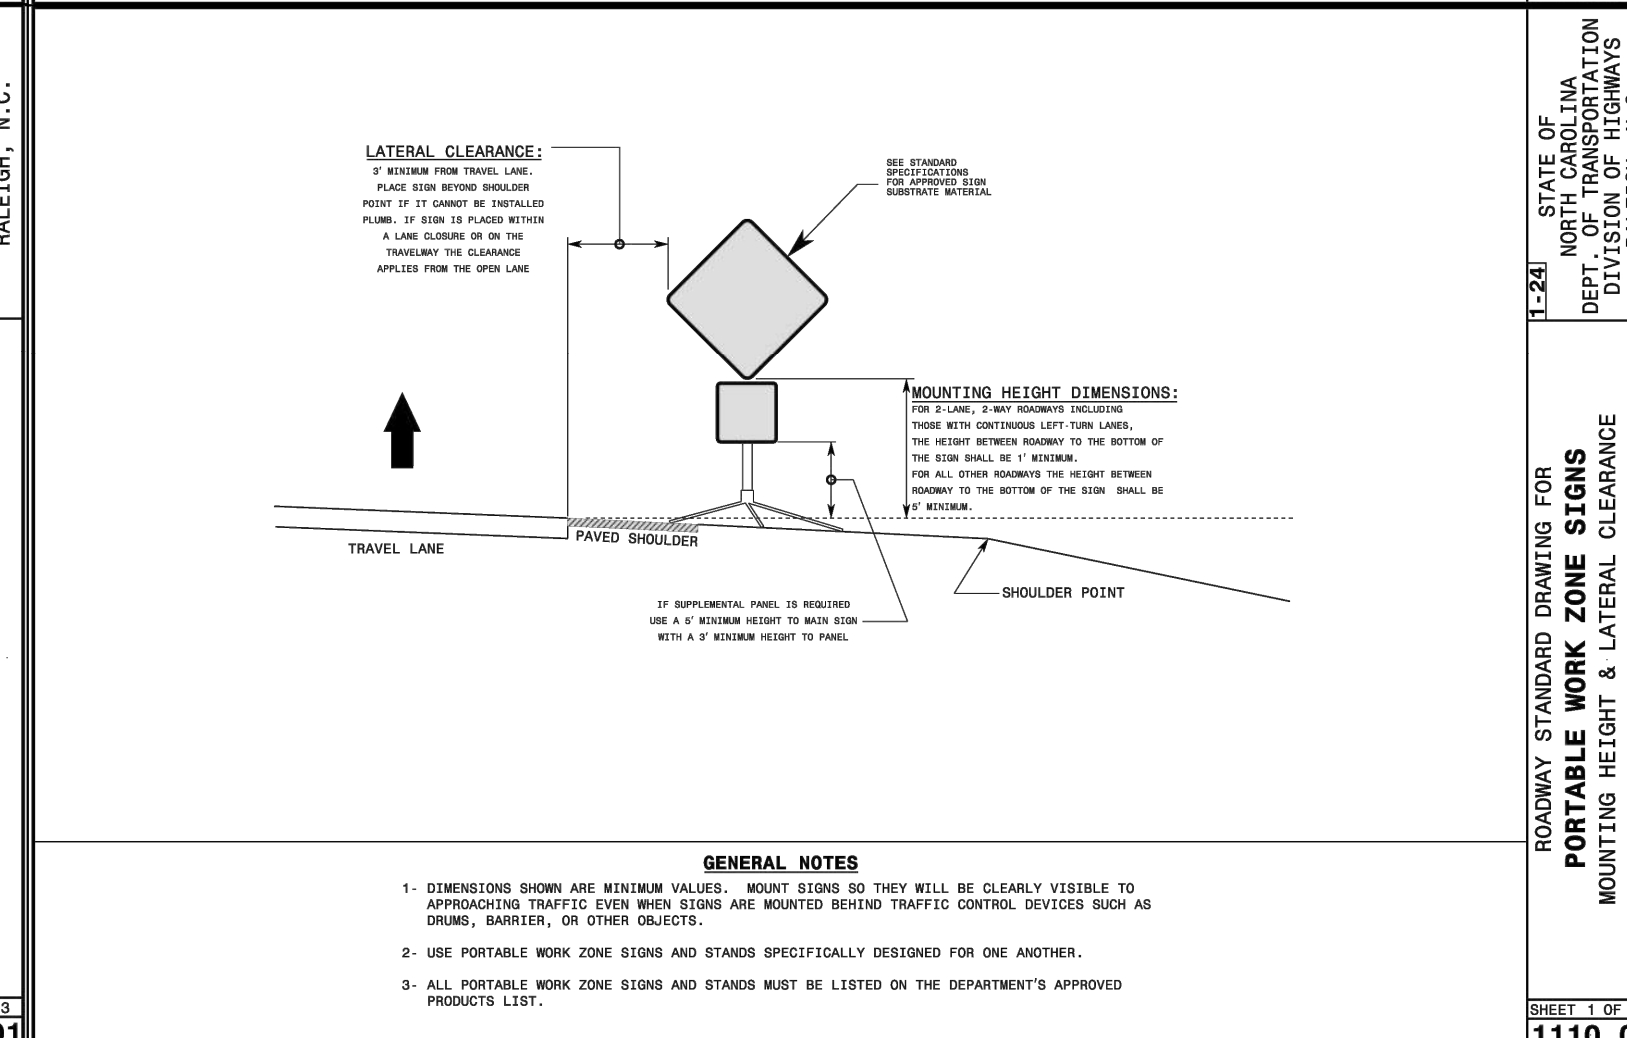 RALEIGH, N.C.
3
LATERAL CLEARANCE:
3' MINIMUM FROM TRAVEL LANE.
PLACE SIGN BEYOND SHOULDER
POINT IF IT CANNOT BE INSTALLED
PLUMB. IF SIGN IS PLACED WITHIN
A LANE CLOSURE OR ON THE
TRAVELWAY THE CLEARANCE
APPLIES FROM THE OPEN LANE
SEE STANDARD
SPECIFICATIONS
FOR APPROVED SIGN
SUBSTRATE MATERIAL
MOUNTING HEIGHT DIMENSIONS:
FOR 2-LANE, 2-WAY ROADWAYS INCLUDING
THOSE WITH CONTINUOUS LEFT-TURN LANES,
THE HEIGHT BETWEEN ROADWAY TO THE BOTTOM OF
THE SIGN SHALL BE 1' MINIMUM.
FOR ALL OTHER ROADWAYS THE HEIGHT BETWEEN
ROADWAY TO THE BOTTOM OF THE SIGN SHALL BE
5' MINIMUM.
TRAVEL LANE
PAVED SHOULDER
SHOULDER POINT
IF SUPPLEMENTAL PANEL IS REQUIRED
USE A 5' MINIMUM HEIGHT TO MAIN SIGN
WITH A 3' MINIMUM HEIGHT TO PANEL
GENERAL NOTES
1- DIMENSIONS SHOWN ARE MINIMUM VALUES. MOUNT SIGNS SO THEY WILL BE CLEARLY VISIBLE TO
APPROACHING TRAFFIC EVEN WHEN SIGNS ARE MOUNTED BEHIND TRAFFIC CONTROL DEVICES SUCH AS
DRUMS, BARRIER, OR OTHER OBJECTS.
2- USE PORTABLE WORK ZONE SIGNS AND STANDS SPECIFICALLY DESIGNED FOR ONE ANOTHER.
3- ALL PORTABLE WORK ZONE SIGNS AND STANDS MUST BE LISTED ON THE DEPARTMENT'S APPROVED
PRODUCTS LIST.
1-24
STATE OF
NORTH CAROLINA
DEPT. OF TRANSPORTATION
DIVISION OF HIGHWAYS
ROADWAY STANDARD DRAWING FOR
PORTABLE WORK ZONE SIGNS
MOUNTING HEIGHT & LATERAL CLEARANCE
SHEET 1 OF
1110